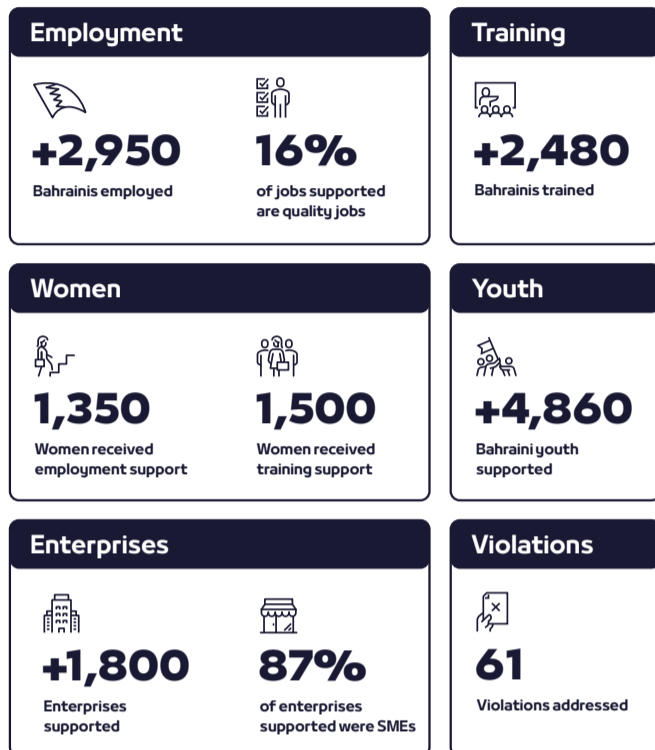 Employment
+2,950
Bahrainis employed
16%
of jobs supported
are quality jobs
Training
+2,480
Bahrainis trained
Women
1,350
Women received
employment support
1,500
Women received
training support
Youth
+4,860
Bahraini youth
supported
Enterprises
+1,800
Enterprises
supported
87%
of enterprises
supported were SMEs
Violations
61
Violations addressed